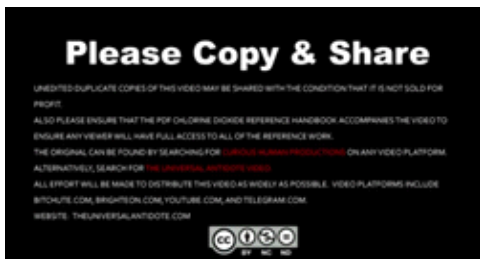 Please Copy & Share
UNEDITED DUPLICATE COPIES OF THIS VIDEO MAY BE SHARED WITH THE CONDITION THAT IT IS NOT SOLD FOR
PROFIT.
ALSO PLEASE ENSURE THAT THE PDF CHLORINE DIOXIDE REFERENCE HANDBOOK ACCOMPANIES THE VIDEO TO
ENSURE ANY VIEWER WILL HAVE FULL ACCESS TO ALL OF THE REFERENCE WORK.
THE ORIGINAL CAN BE FOUND BY SEARCHING FOR CURIOUS HUMAN PRODUCTIONS ON ANY VIDEO PLATFORM.
ALTERNATIVELY, SEARCH FOR THE UNIVERSAL ANTIDOTE VIDEO.
ALL EFFORT WILL BE MADE TO DISTRIBUTE THIS VIDEO AS WIDELY AS POSSIBLE. VIDEO PLATFORMS INCLUDE
BITCHUTE.COM, BRIGHTEON.COM, YOUTUBE.COM, AND TELEGRAM.COM.
WEBSITE: THEUNIVERSALANTIDOTE.COM
CC BY NC ND